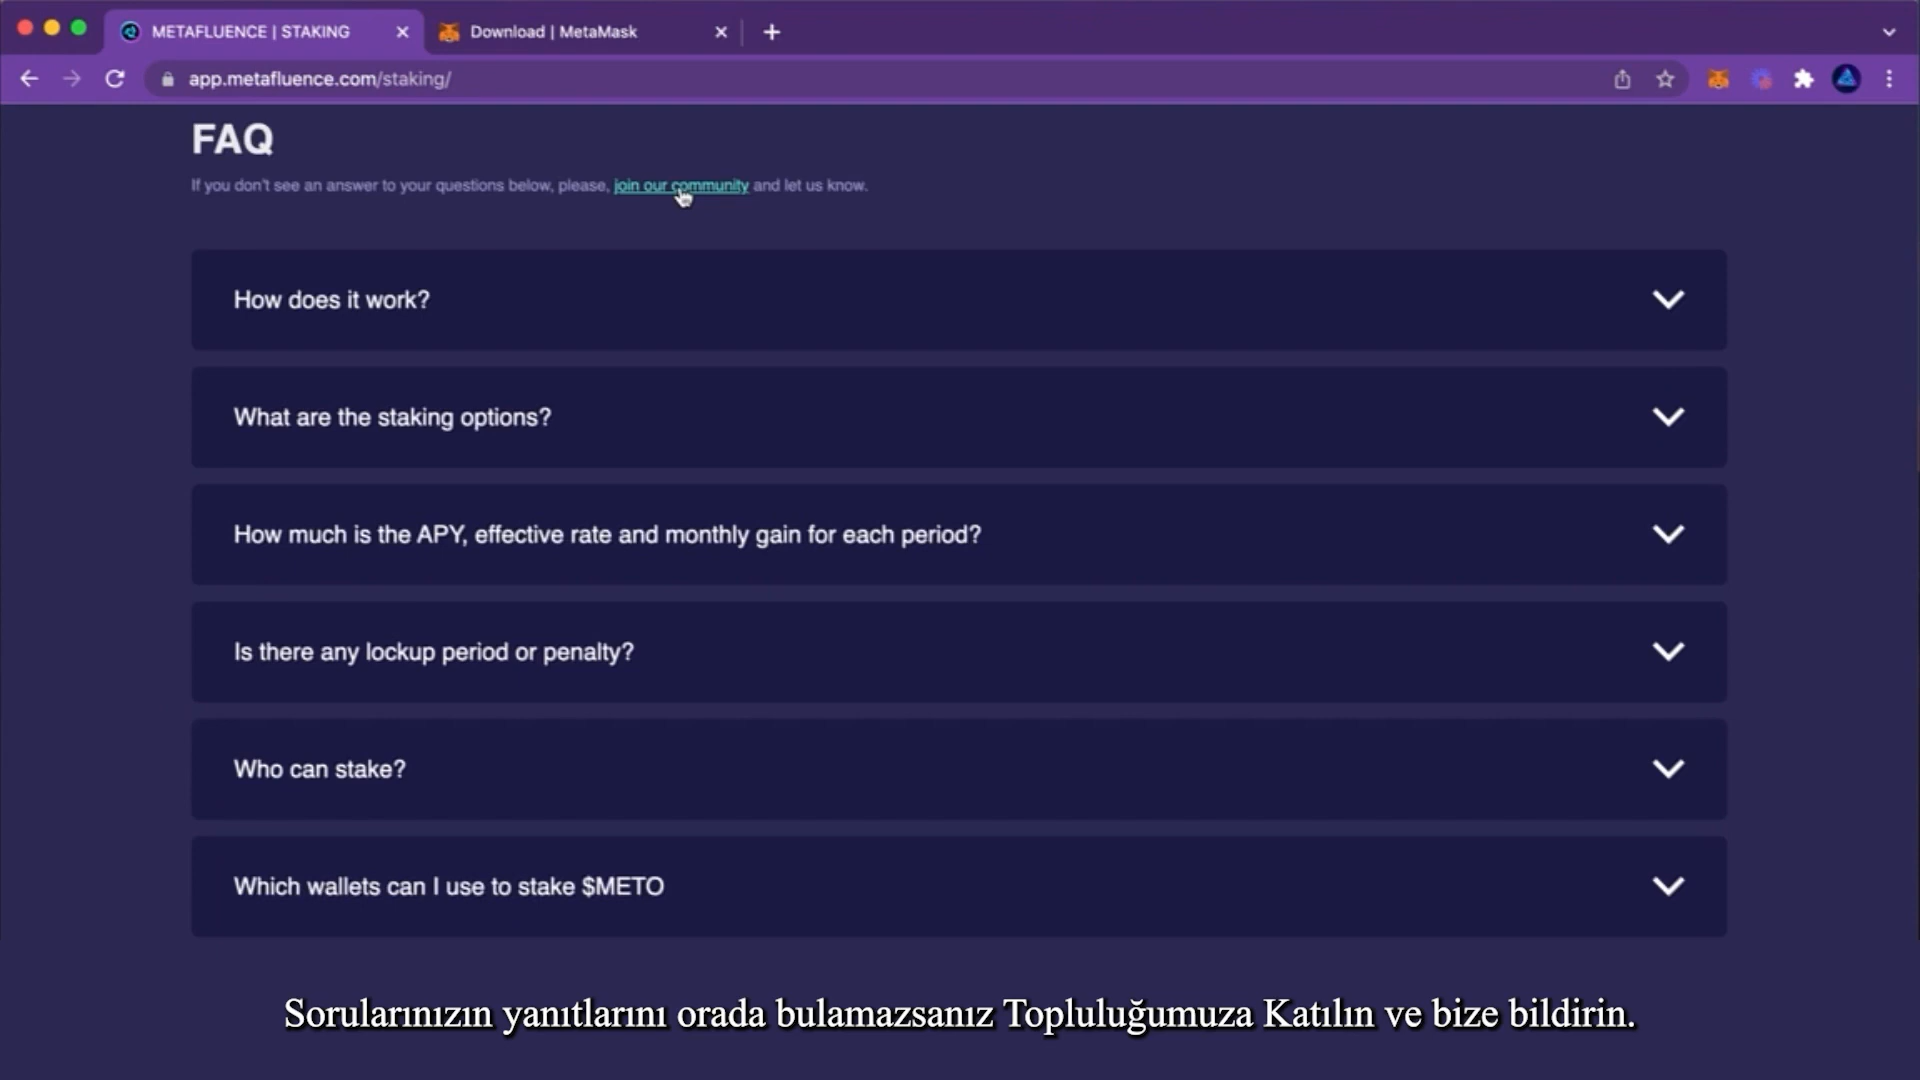 METAFLUENCE | STAKING
Download | MetaMask
app.metafluence.com/staking/
FAQ
If you don't see an answer to your questions below, please, join our community and let us know.
How does it work?
What are the staking options?
How much is the APY, effective rate and monthly gain for each period?
Is there any lockup period or penalty?
Who can stake?
Which wallets can I use to stake $METO
Sorularınızın yanıtlarını orada bulamazsanız Topluluğumuza Katılın ve bize bildirin.